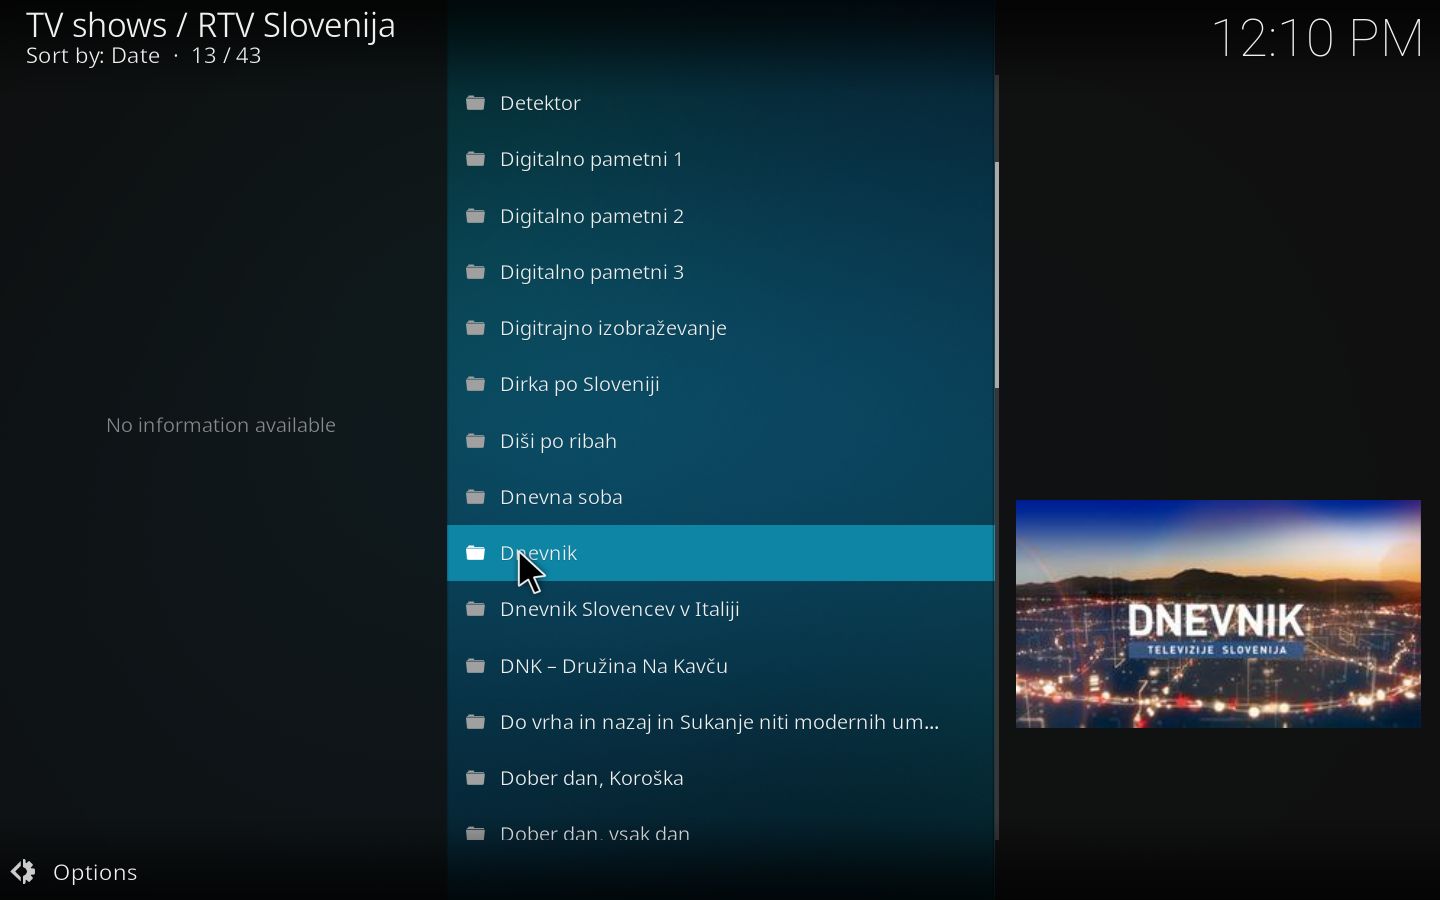 TV shows / RTV Slovenija
Sort by: Date · 13 / 43
12:10 PM
Detektor
Digitalno pametni 1
Digitalno pametni 2
Digitalno pametni 3
Digitrajno izobraževanje
Dirka po Sloveniji
Diši po ribah
Dnevna soba
Dnevnik
Dnevnik Slovencev v Italiji
DNK – Družina Na Kavču
Do vrha in nazaj in Sukanje niti modernih um...
Dober dan, Koroška
Dober dan, vsak dan
No information available
DNEVNIK
TELEVIZIJE SLOVENIJA
Options